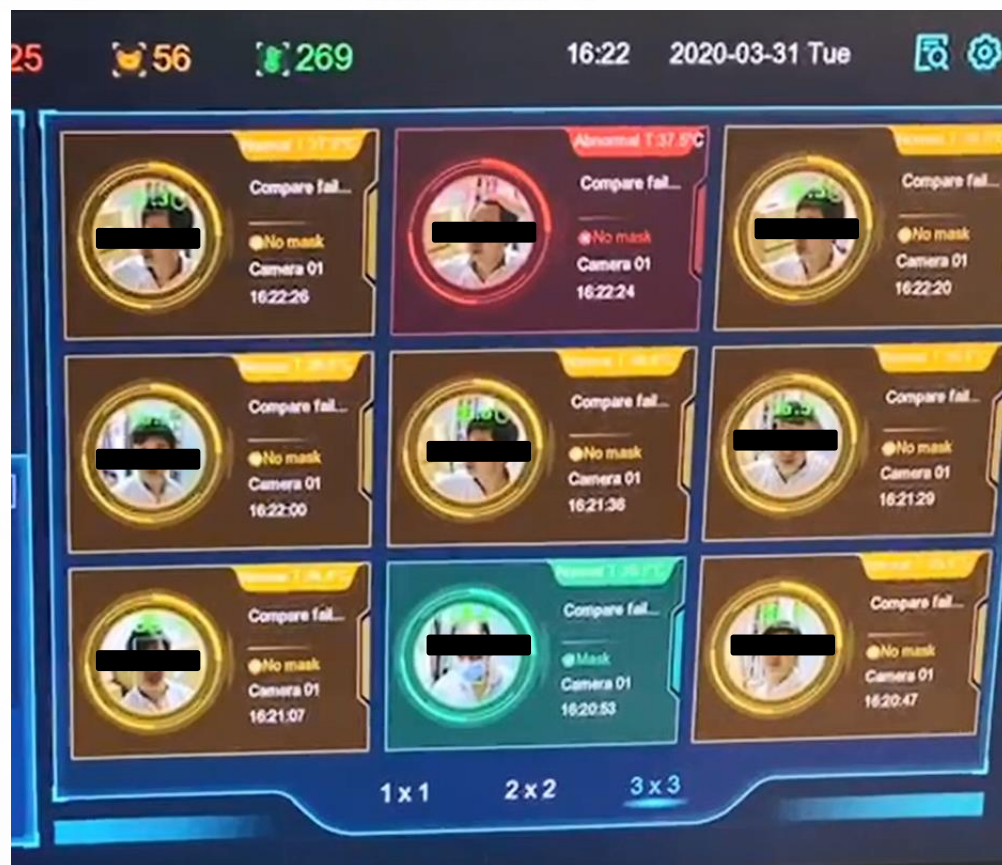 25 56 269 16:22 2020-03-31 Tue
Compare fail...
No mask
Camera 01
16:22:26
Abnormal T:37.5°C
Compare fail...
No mask
Camera 01
16:22:24
Compare fail...
No mask
Camera 01
16:22:20
Compare fail...
No mask
Camera 01
16:22:00
Compare fail...
No mask
Camera 01
16:21:36
Compare fail...
No mask
Camera 01
16:21:29
Compare fail...
No mask
Camera 01
16:21:07
Compare fail...
Mask
Camera 01
16:20:53
Compare fail...
No mask
Camera 01
16:20:47
1 x 1 2 x 2 3 x 3